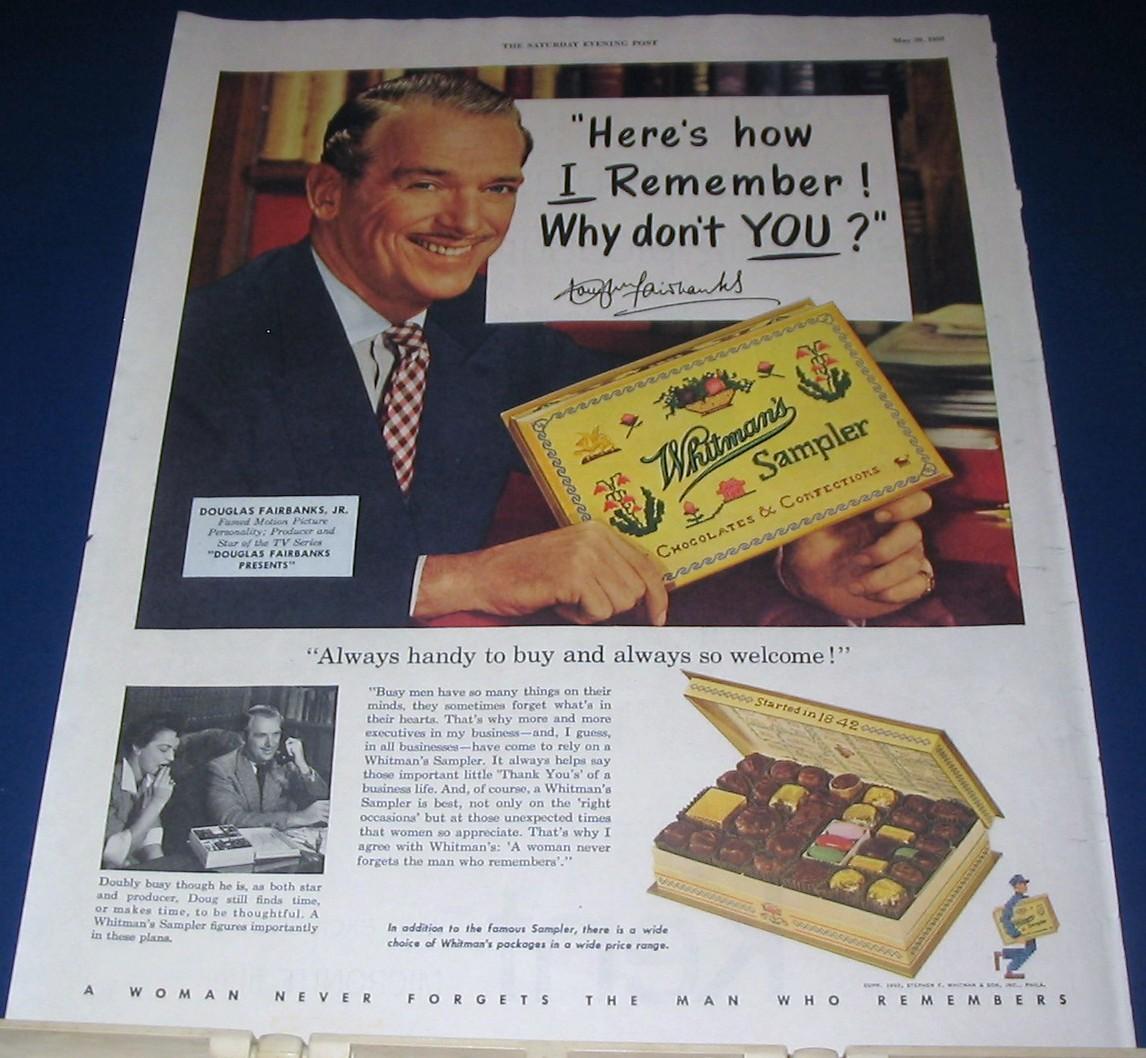 THE SATURDAY EVENING POST
"Here's how
I Remember!
Why don't YOU?"
Fairbanks
Whitman's
Sampler
CHOCOLATES & CONFECTIONS
DOUGLAS FAIRBANKS, JR.
Famed Motion Picture
Personality; Producer and
Star of the TV Series
"DOUGLAS FAIRBANKS
PRESENTS"
"Always handy to buy and always so welcome!"
"Busy men have so many things on their
minds, they sometimes forget what's in
their hearts. That's why more and more
executives in my business—and, I guess,
in all businesses—have come to rely on a
Whitman's Sampler. It always helps say
those important little 'Thank You's' of a
business life. And, of course, a Whitman's
Sampler is best, not only on the 'right
occasions' but at those unexpected times
that women so appreciate. That's why I
agree with Whitman's: 'A woman never
forgets the man who remembers'."
Started in 1842
Doubly busy though he is, as both star
and producer, Doug still finds time,
or makes time, to be thoughtful. A
Whitman's Sampler figures importantly
in these plans.
In addition to the famous Sampler, there is a wide
choice of Whitman's packages in a wide price range.
STEPHEN F. WHITMAN & SON, INC., PHILA.
A WOMAN NEVER FORGETS THE MAN WHO REMEMBERS